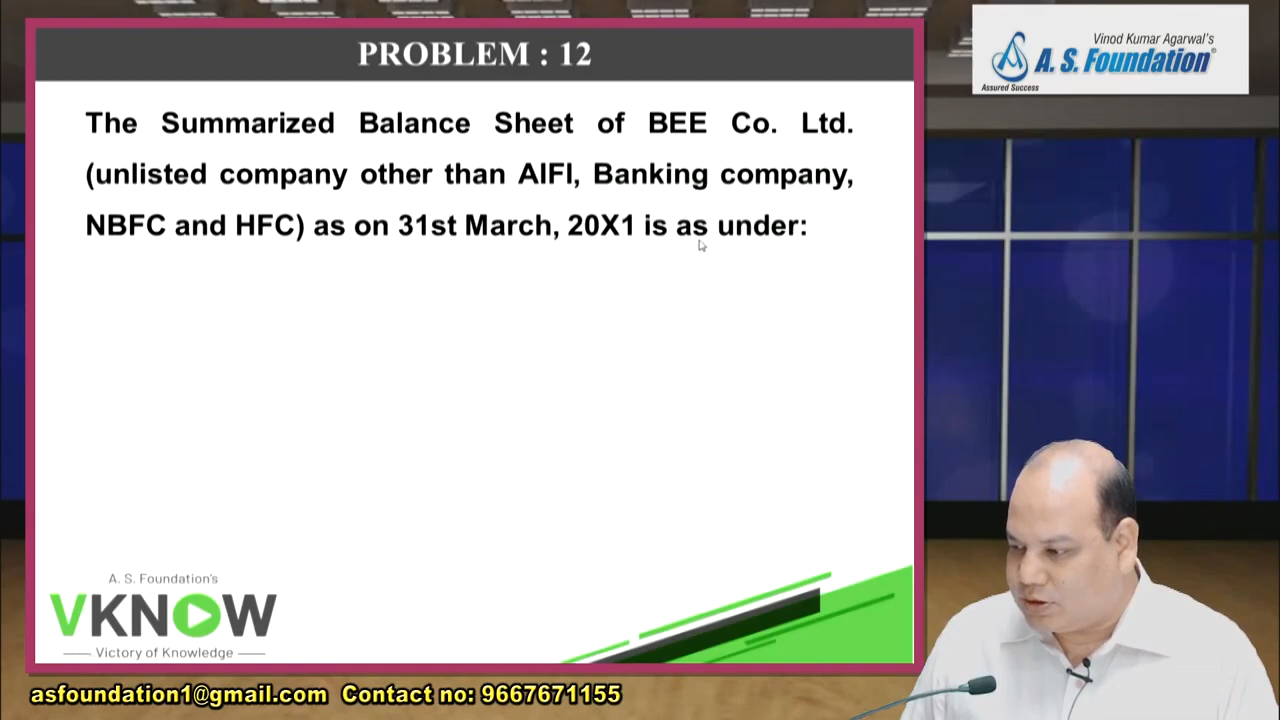 PROBLEM : 12
Vinod Kumar Agarwal's
A. S. Foundation®
Assured Success
The Summarized Balance Sheet of BEE Co. Ltd.
(unlisted company other than AIFI, Banking company,
NBFC and HFC) as on 31st March, 20X1 is as under:
A. S. Foundation's
VKNOW
Victory of Knowledge
asfoundation1@gmail.com Contact no: 9667671155